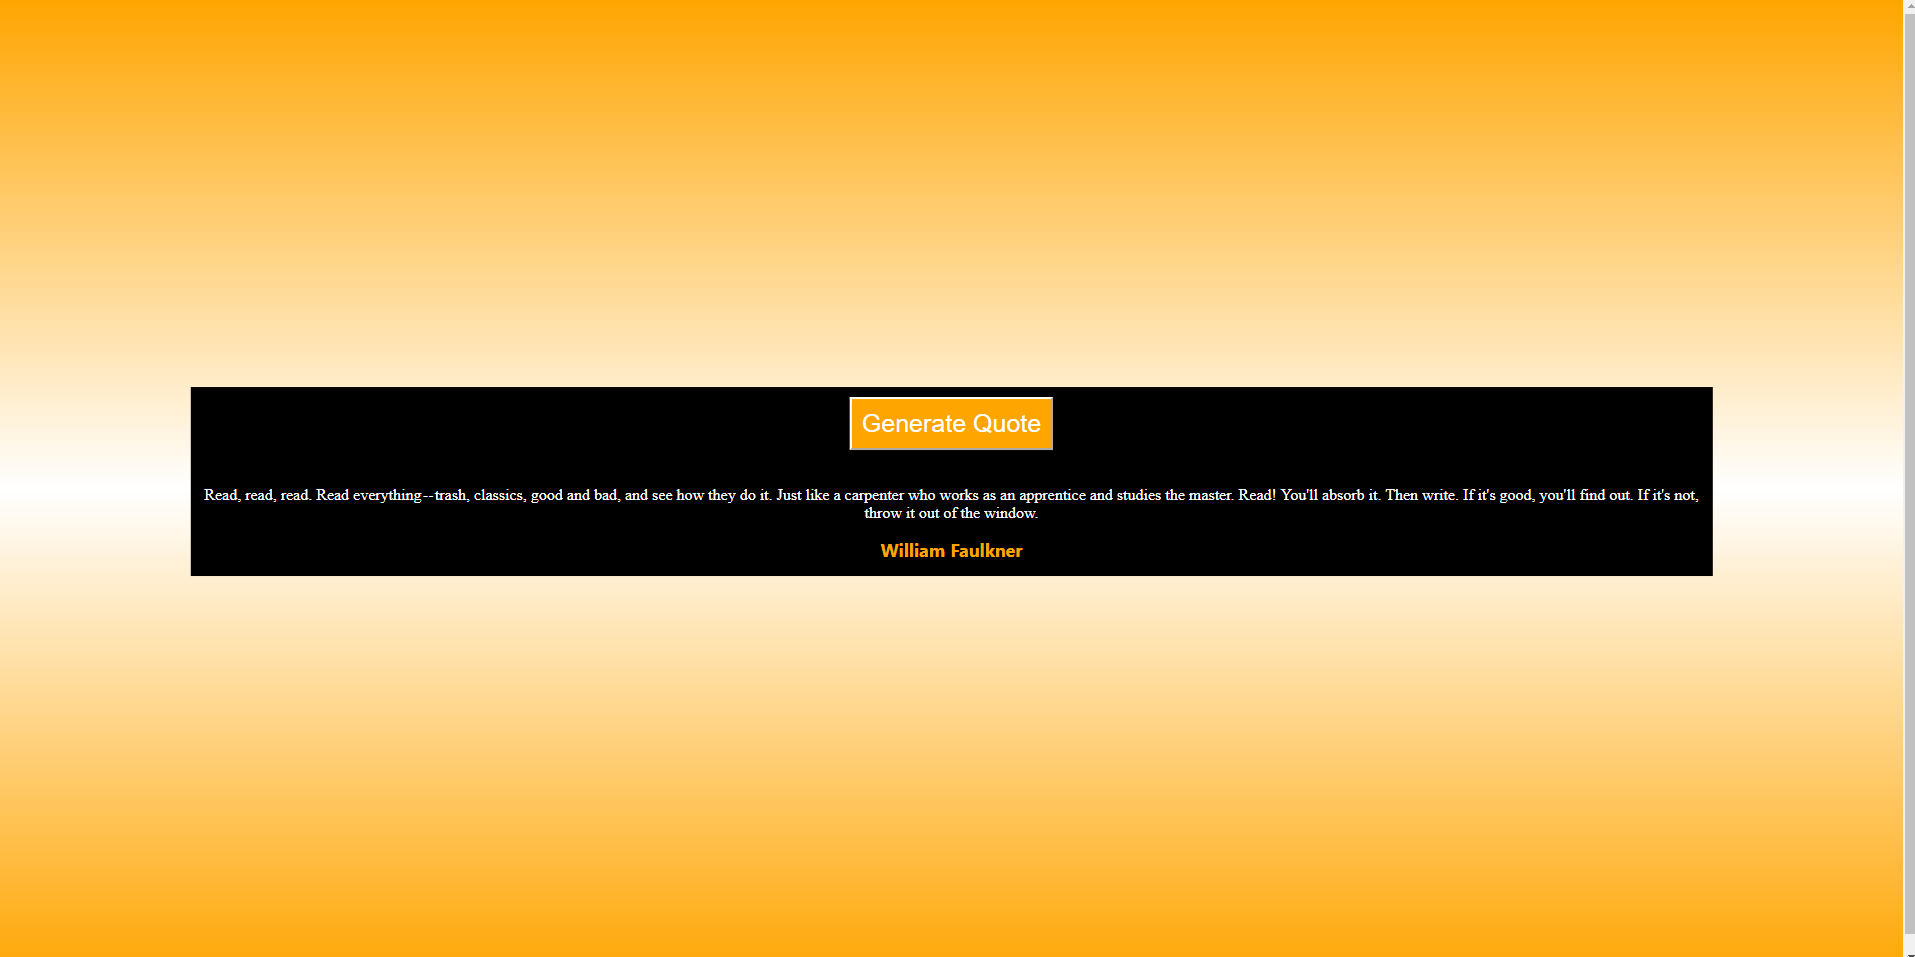 Generate Quote
Read, read, read. Read everything--trash, classics, good and bad, and see how they do it. Just like a carpenter who works as an apprentice and studies the master. Read! You'll absorb it. Then write. If it's good, you'll find out. If it's not,
throw it out of the window.
William Faulkner